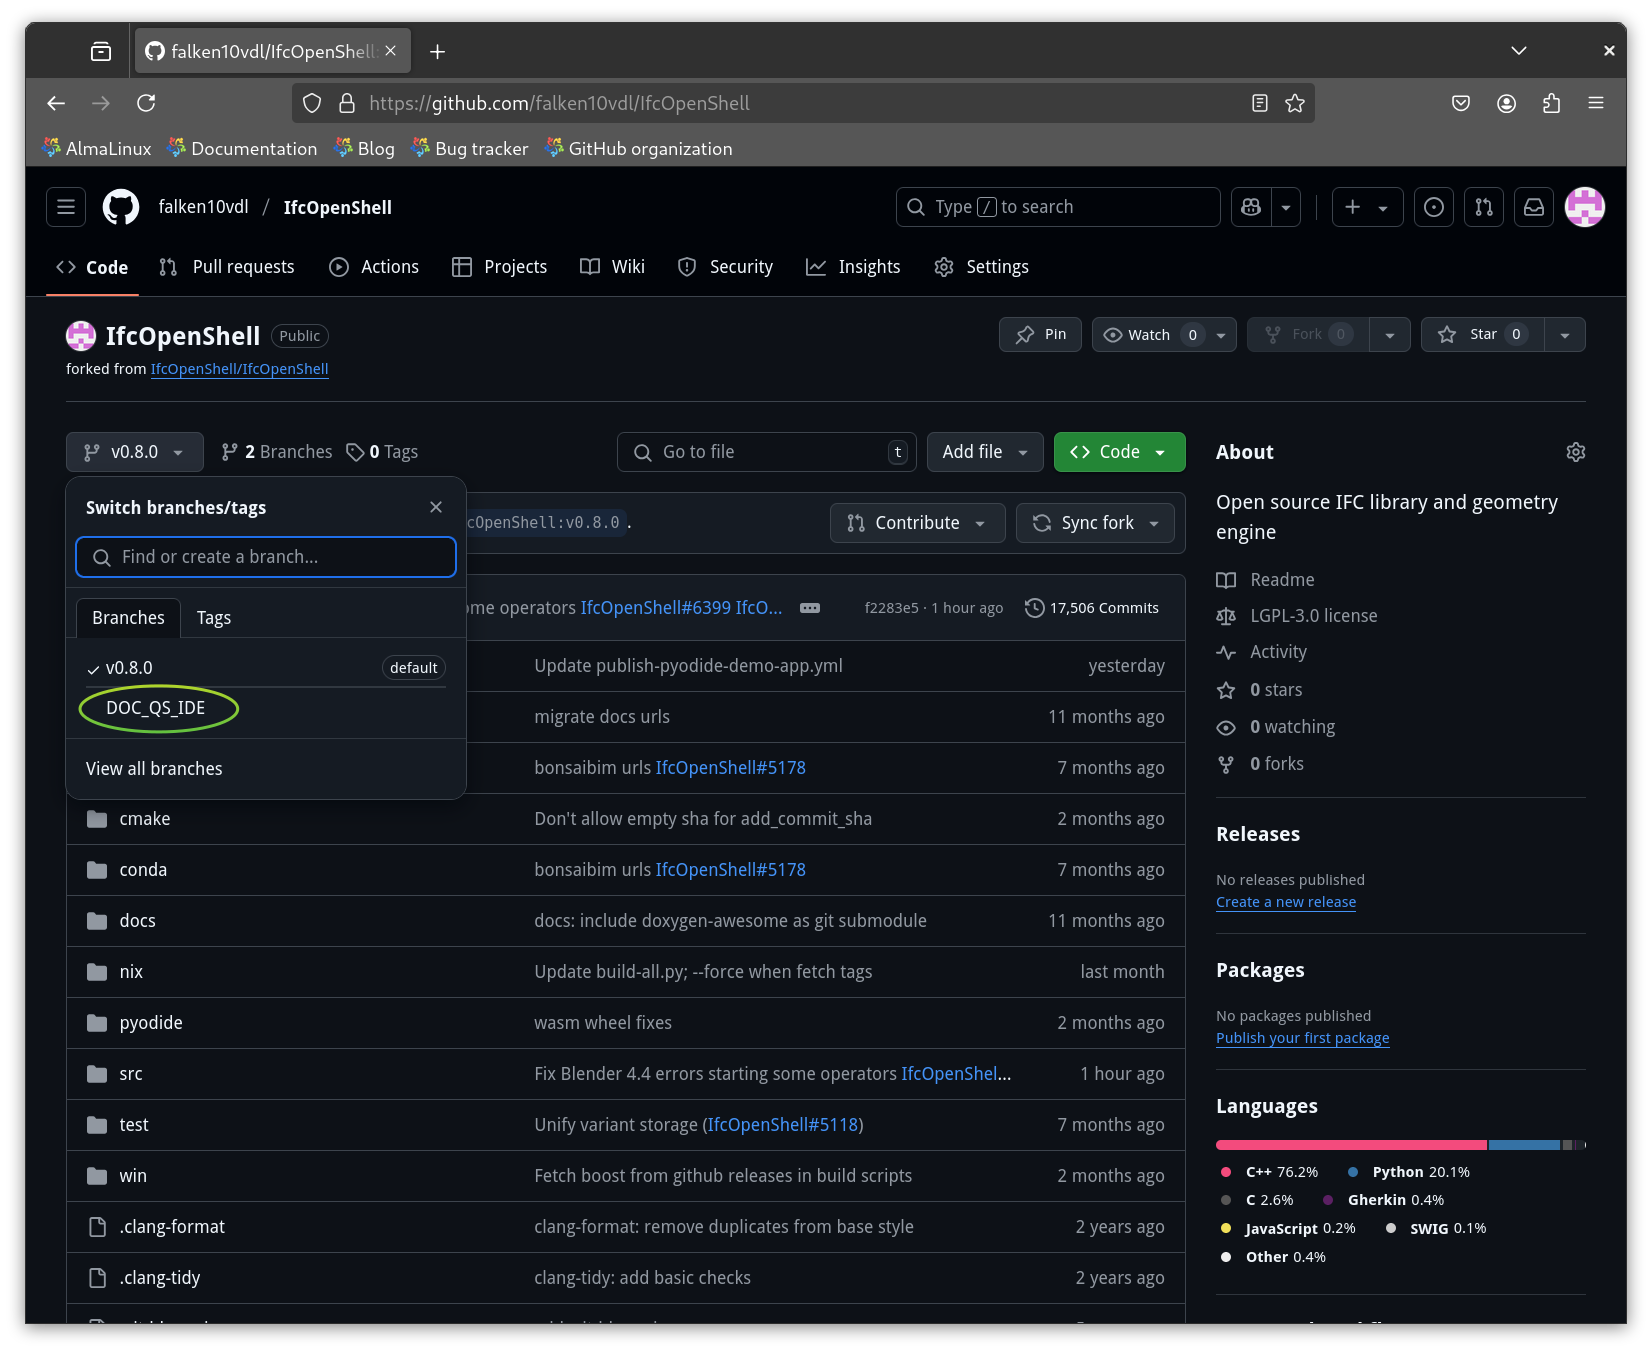 falken10vdl/IfcOpenShell:
https://github.com/falken10vdl/IfcOpenShell
AlmaLinux Documentation Blog Bug tracker GitHub organization
falken10vdl / IfcOpenShell
Type / to search
Code Pull requests Actions Projects Wiki Security Insights Settings
IfcOpenShell Public
Pin Watch 0 Fork 0 Star 0
forked from IfcOpenShell/IfcOpenShell
v0.8.0 2 Branches 0 Tags
Go to file t Add file Code
Switch branches/tags
cOpenShell:v0.8.0 .
Contribute Sync fork
Find or create a branch...
Branches Tags
ome operators IfcOpenShell#6399 IfcO... f2283e5 · 1 hour ago 17,506 Commits
v0.8.0 default
DOC_QS_IDE
View all branches
Update publish-pyodide-demo-app.yml yesterday
migrate docs urls 11 months ago
bonsaibim urls IfcOpenShell#5178 7 months ago
cmake Don't allow empty sha for add_commit_sha 2 months ago
conda bonsaibim urls IfcOpenShell#5178 7 months ago
docs docs: include doxygen-awesome as git submodule 11 months ago
nix Update build-all.py; --force when fetch tags last month
pyodide wasm wheel fixes 2 months ago
src Fix Blender 4.4 errors starting some operators IfcOpenShel... 1 hour ago
test Unify variant storage (IfcOpenShell#5118) 7 months ago
win Fetch boost from github releases in build scripts 2 months ago
.clang-format clang-format: remove duplicates from base style 2 years ago
.clang-tidy clang-tidy: add basic checks 2 years ago
About
Open source IFC library and geometry
engine
Readme
LGPL-3.0 license
Activity
0 stars
0 watching
0 forks
Releases
No releases published
Create a new release
Packages
No packages published
Publish your first package
Languages
C++ 76.2% Python 20.1%
C 2.6% Gherkin 0.4%
JavaScript 0.2% SWIG 0.1%
Other 0.4%